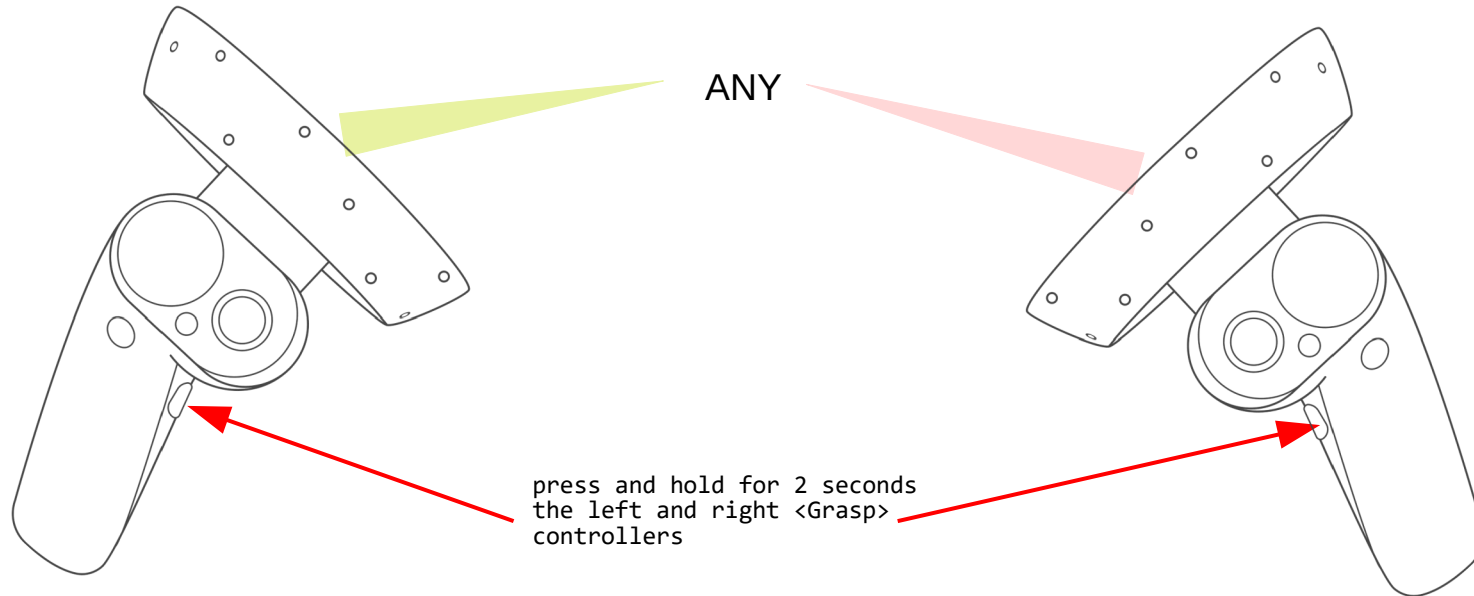 ANY
press and hold for 2 seconds
the left and right <Grasp>
controllers